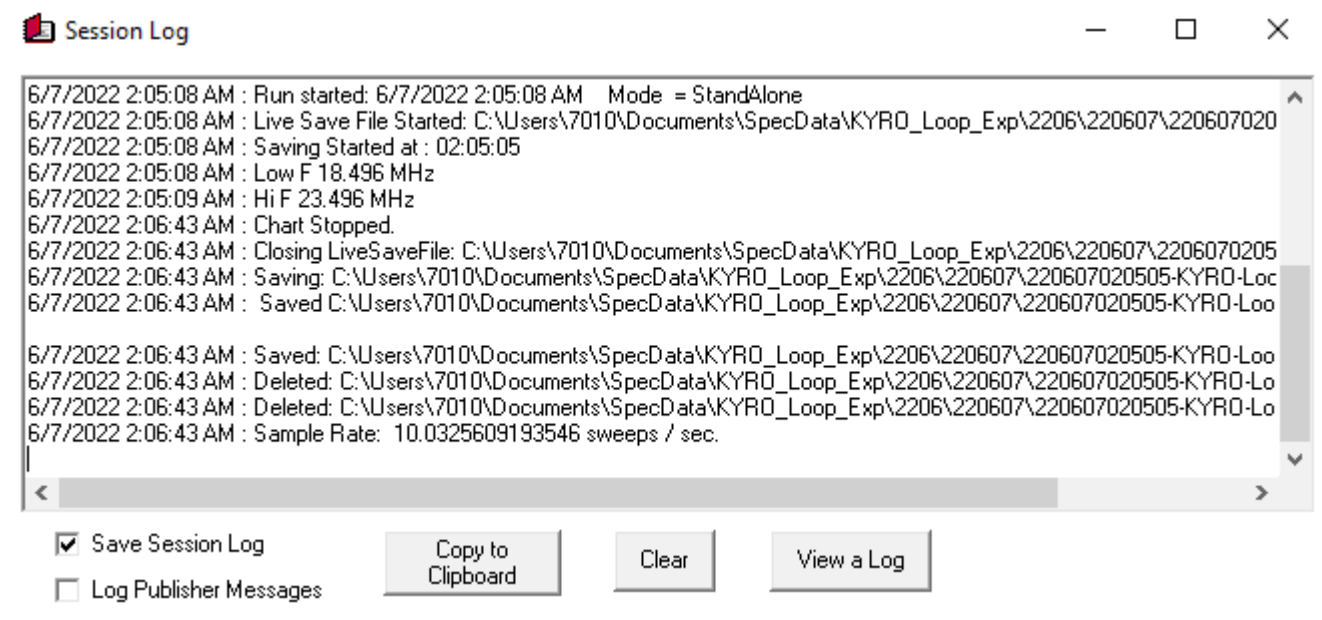 Session Log
6/7/2022 2:05:08 AM : Run started: 6/7/2022 2:05:08 AM    Mode  = StandAlone
6/7/2022 2:05:08 AM : Live Save File Started: C:\Users\7010\Documents\SpecData\KYRO_Loop_Exp\2206\220607\220607020
6/7/2022 2:05:08 AM : Saving Started at : 02:05:05
6/7/2022 2:05:08 AM : Low F 18.496 MHz
6/7/2022 2:05:09 AM : Hi F 23.496 MHz
6/7/2022 2:06:43 AM : Chart Stopped.
6/7/2022 2:06:43 AM : Closing LiveSaveFile: C:\Users\7010\Documents\SpecData\KYRO_Loop_Exp\2206\220607\2206070205
6/7/2022 2:06:43 AM : Saving: C:\Users\7010\Documents\SpecData\KYRO_Loop_Exp\2206\220607\220607020505-KYRO-Loo
6/7/2022 2:06:43 AM :  Saved C:\Users\7010\Documents\SpecData\KYRO_Loop_Exp\2206\220607\220607020505-KYRO-Loo
6/7/2022 2:06:43 AM : Saved: C:\Users\7010\Documents\SpecData\KYRO_Loop_Exp\2206\220607\220607020505-KYRO-Loo
6/7/2022 2:06:43 AM : Deleted: C:\Users\7010\Documents\SpecData\KYRO_Loop_Exp\2206\220607\220607020505-KYRO-Lo
6/7/2022 2:06:43 AM : Deleted: C:\Users\7010\Documents\SpecData\KYRO_Loop_Exp\2206\220607\220607020505-KYRO-Lo
6/7/2022 2:06:43 AM : Sample Rate:  10.0325609193546 sweeps / sec.
Save Session Log
Log Publisher Messages
Copy to
Clipboard
Clear
View a Log